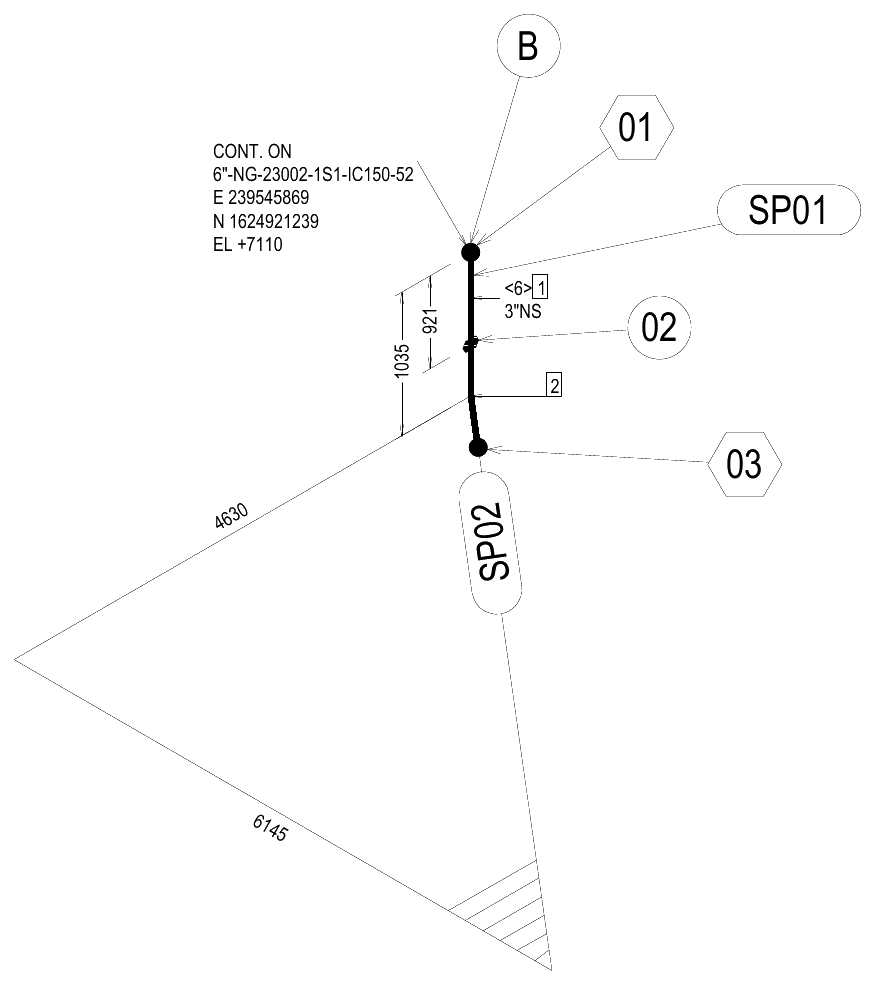 B
01
CONT. ON
6"-NG-23002-1S1-IC150-52
E 239545869
N 1624921239
EL +7110
SP01
<6> 1
3"NS
921
1035
02
2
03
4630
SP02
6145